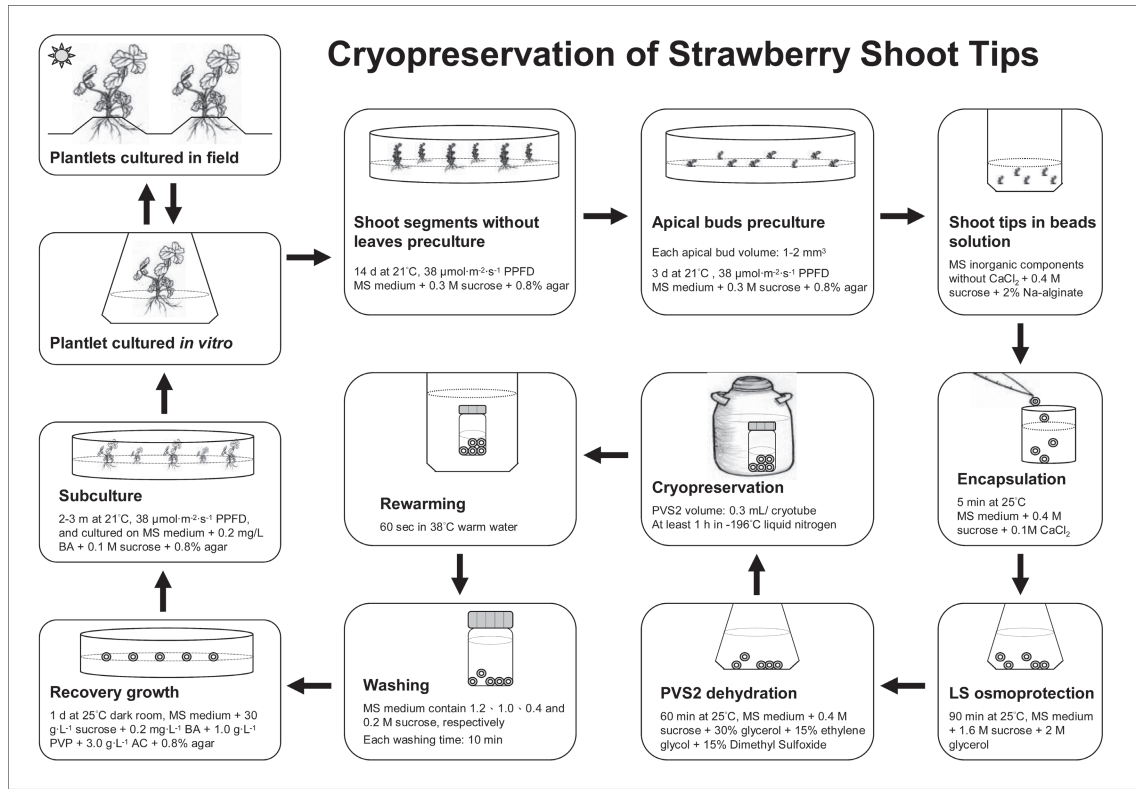 Cryopreservation of Strawberry Shoot Tips
Plantlets cultured in field
Plantlet cultured in vitro
Shoot segments without
leaves preculture
14 d at 21°C, 38 μmol·m-2·s-1 PPFD
MS medium + 0.3 M sucrose + 0.8% agar
Apical buds preculture
Each apical bud volume: 1-2 mm³
3 d at 21°C , 38 μmol·m-2·s-1 PPFD
MS medium + 0.3 M sucrose + 0.8% agar
Shoot tips in beads
solution
MS inorganic components
without CaCl₂ + 0.4 M
sucrose + 2% Na-alginate
Encapsulation
5 min at 25°C
MS medium + 0.4 M
sucrose + 0.1M CaCl₂
LS osmoprotection
90 min at 25°C, MS medium
+ 1.6 M sucrose + 2 M
glycerol
PVS2 dehydration
60 min at 25°C, MS medium + 0.4 M
sucrose + 30% glycerol + 15% ethylene
glycol + 15% Dimethyl Sulfoxide
Cryopreservation
PVS2 volume: 0.3 mL/ cryotube
At least 1 h in -196°C liquid nitrogen
Rewarming
60 sec in 38°C warm water
Washing
MS medium contain 1.2、1.0、0.4 and
0.2 M sucrose, respectively
Each washing time: 10 min
Recovery growth
1 d at 25°C dark room, MS medium + 30
g·L-1 sucrose + 0.2 mg·L-1 BA + 1.0 g·L-1
PVP + 3.0 g·L-1 AC + 0.8% agar
Subculture
2-3 m at 21°C, 38 μmol·m-2·s-1 PPFD,
and cultured on MS medium + 0.2 mg/L
BA + 0.1 M sucrose + 0.8% agar